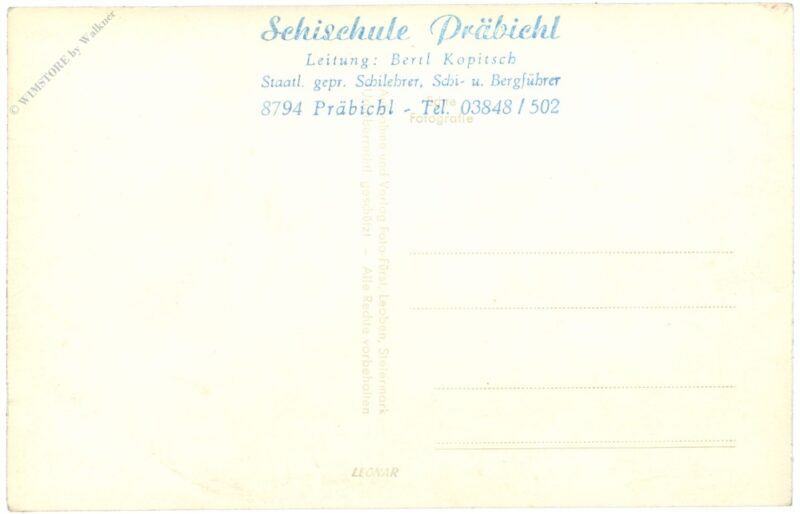 Schischule Präbichl
Leitung: Bertl Kopitsch
Staatl. gepr. Schilehrer, Schi- u. Bergführer
8794 Präbichl - Tel. 03848 / 502
Fotografie
und Verlag Foto-Fürst, Leoben, Steiermark
geschützt - Alle Rechte vorbehalten
LEONAR
© WIMSTORE by Walkner